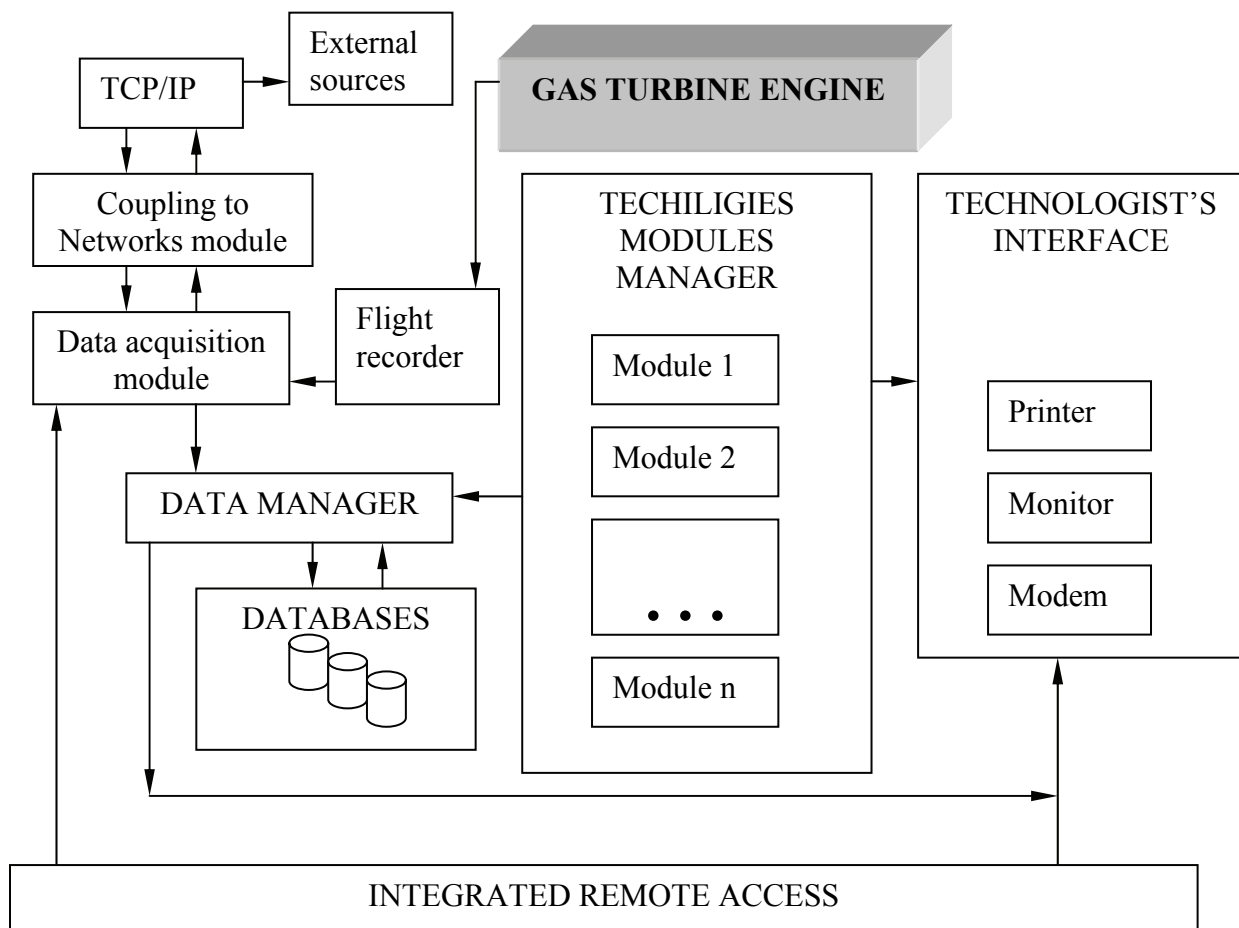 External
sources
TCP/IP
GAS TURBINE ENGINE
Coupling to
Networks module
TECHILIGIES
MODULES
MANAGER
TECHNOLOGIST’S
INTERFACE
Data acquisition
module
Flight
recorder
Module 1
Module 2
. . .
Module n
Printer
Monitor
Modem
DATA MANAGER
DATABASES
INTEGRATED REMOTE ACCESS